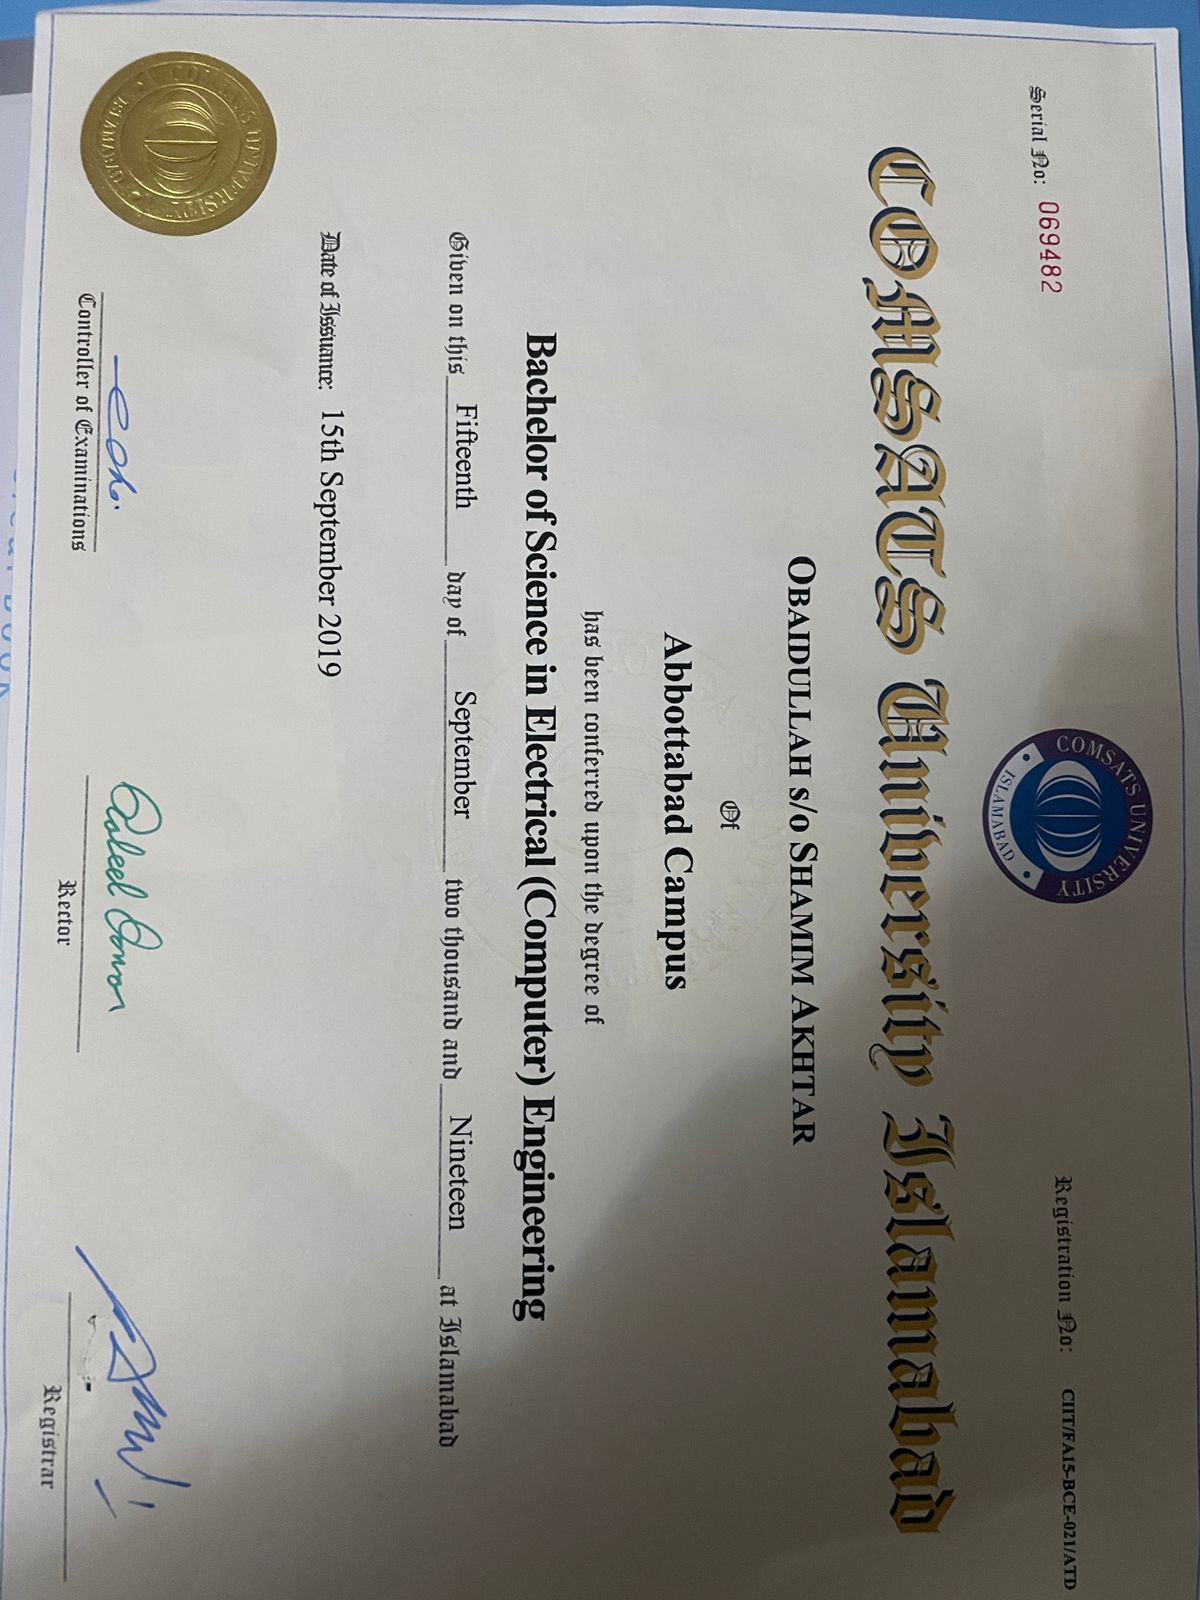 Serial No: 069482
Registration No: CIIT/FA15-BCE-021/ATD
COMSATS UNIVERSITY
ISLAMABAD
COMSATS University Islamabad
OBAIDULLAH S/O SHAMIM AKHTAR
Of
Abbottabad Campus
has been conferred upon the degree of
Bachelor of Science in Electrical (Computer) Engineering
Given on this Fifteenth day of September two thousand and Nineteen at Islamabad
Date of Issuance: 15th September 2019
COMSATS UNIVERSITY
ISLAMABAD
Controller of Examinations
Rector
Registrar